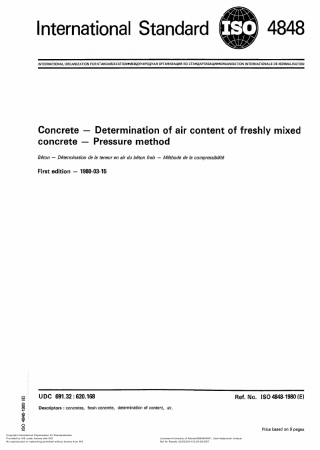 International Standard ISO 4848
INTERNATIONAL ORGANIZATION FOR STANDARDIZATION•МЕЖДУНАРОДНАЯ ОРГАНИЗАЦИЯ ПО СТАНДАРТИЗАЦИИ•ORGANISATION INTERNATIONALE DE NORMALISATION
Concrete — Determination of air content of freshly mixed
concrete — Pressure method
Béton — Détermination de la teneur en air du béton frais — Méthode de la compressibilité
First edition — 1980-03-15
UDC 691.32 : 620.168
Ref. No. ISO 4848-1980 (E)
Descriptors : concretes, fresh concrete, determination of content, air.
ISO 4848-1980 (E)
Price based on 9 pages